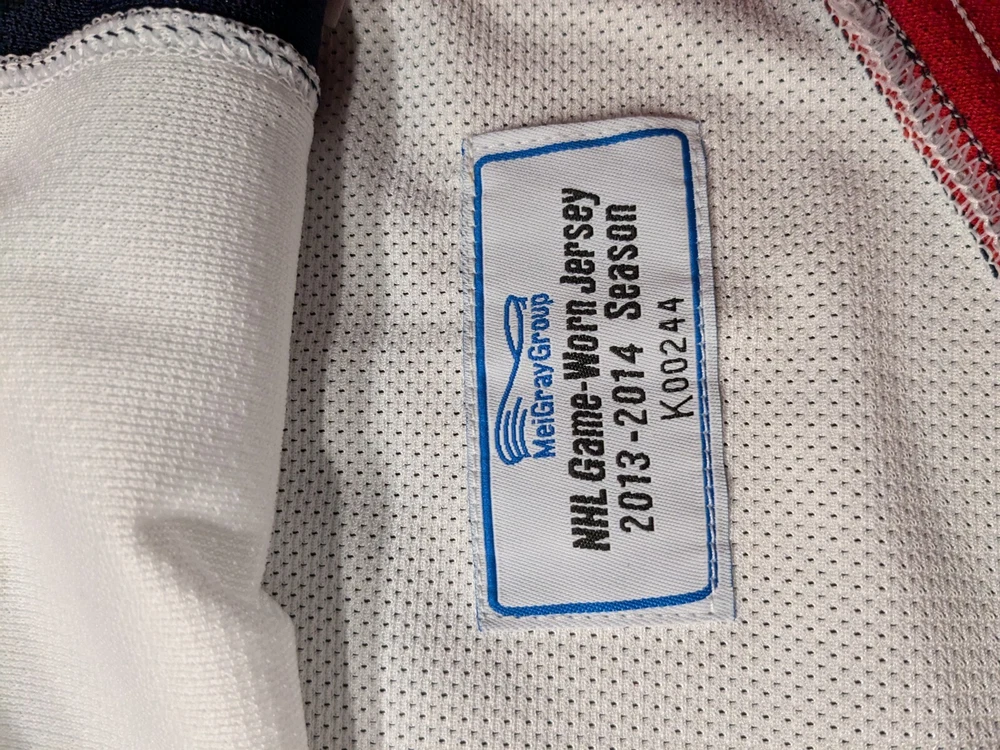 MeiGrayGroup
NHL Game-Worn Jersey
2013-2014 Season
K00244